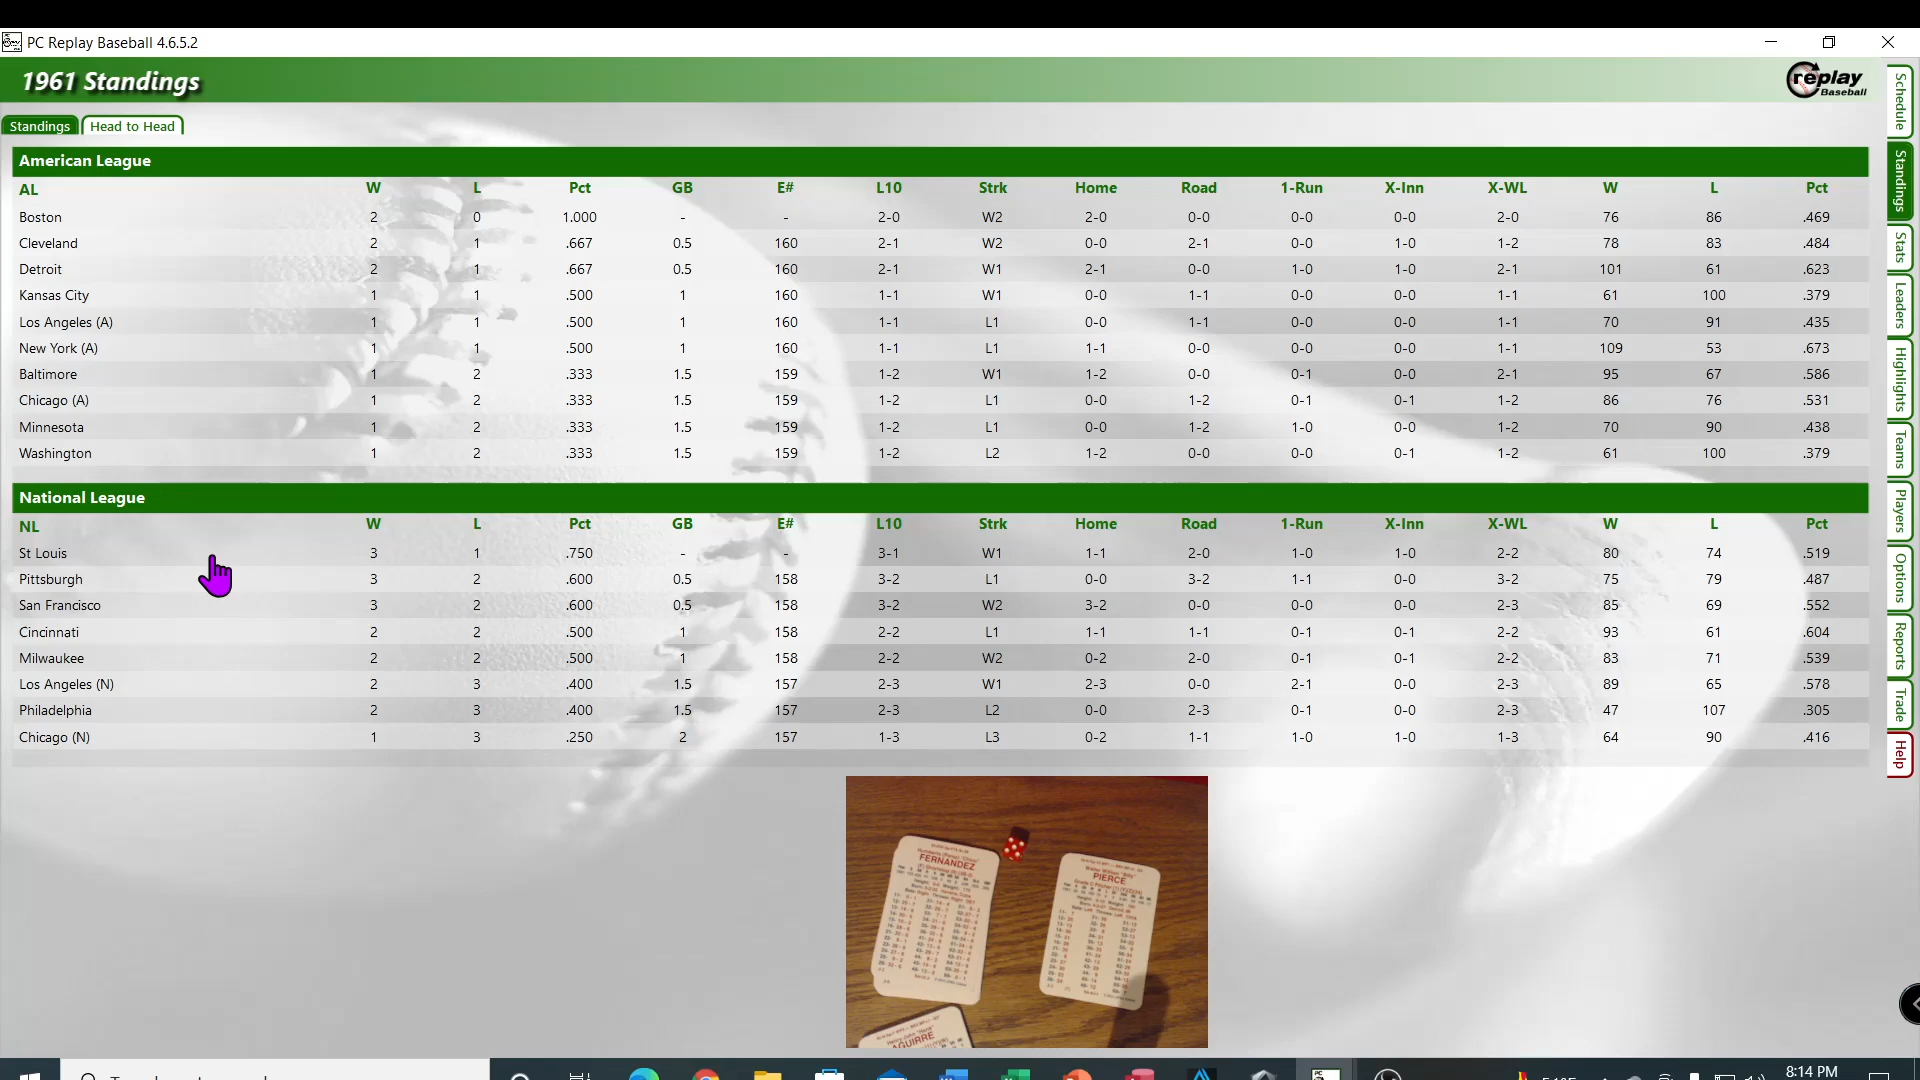 PC Replay Baseball 4.6.5.2
1961 Standings
replay
Baseball
Standings Head to Head
American League
AL W L Pct GB E# L10 Strk Home Road 1-Run X-Inn X-WL W L Pct
Boston 2 0 1.000 - - 2-0 W2 2-0 0-0 0-0 0-0 2-0 76 86 .469
Cleveland 2 1 .667 0.5 160 2-1 W2 0-0 2-1 0-0 1-0 1-2 78 83 .484
Detroit 2 1 .667 0.5 160 2-1 W1 2-1 0-0 1-0 1-0 2-1 101 61 .623
Kansas City 1 1 .500 1 160 1-1 W1 0-0 1-1 0-0 0-0 1-1 61 100 .379
Los Angeles (A) 1 1 .500 1 160 1-1 L1 0-0 1-1 0-0 0-0 1-1 70 91 .435
New York (A) 1 1 .500 1 160 1-1 L1 1-1 0-0 0-0 0-0 1-1 109 53 .673
Baltimore 1 2 .333 1.5 159 1-2 W1 1-2 0-0 0-1 0-0 2-1 95 67 .586
Chicago (A) 1 2 .333 1.5 159 1-2 L1 0-0 1-2 0-1 0-1 1-2 86 76 .531
Minnesota 1 2 .333 1.5 159 1-2 L1 0-0 1-2 1-0 0-0 1-2 70 90 .438
Washington 1 2 .333 1.5 159 1-2 L2 1-2 0-0 0-0 0-1 1-2 61 100 .379
National League
NL W L Pct GB E# L10 Strk Home Road 1-Run X-Inn X-WL W L Pct
St Louis 3 1 .750 - - 3-1 W1 1-1 2-0 1-0 1-0 2-2 80 74 .519
Pittsburgh 3 2 .600 0.5 158 3-2 L1 0-0 3-2 1-1 0-0 3-2 75 79 .487
San Francisco 3 2 .600 0.5 158 3-2 W2 3-2 0-0 0-0 0-0 2-3 85 69 .552
Cincinnati 2 2 .500 1 158 2-2 L1 1-1 1-1 0-1 0-1 2-2 93 61 .604
Milwaukee 2 2 .500 1 158 2-2 W2 0-2 2-0 0-1 0-1 2-2 83 71 .539
Los Angeles (N) 2 3 .400 1.5 157 2-3 W1 2-3 0-0 2-1 0-0 2-3 89 65 .578
Philadelphia 2 3 .400 1.5 157 2-3 L2 0-0 2-3 0-1 0-0 2-3 47 107 .305
Chicago (N) 1 3 .250 2 157 1-3 L3 0-2 1-1 1-0 1-0 1-3 64 90 .416
Schedule
Standings
Stats
Leaders
Highlights
Teams
Players
Options
Reports
Trade
Help
FERNANDEZ
PIERCE
AGUIRRE
8:14 PM